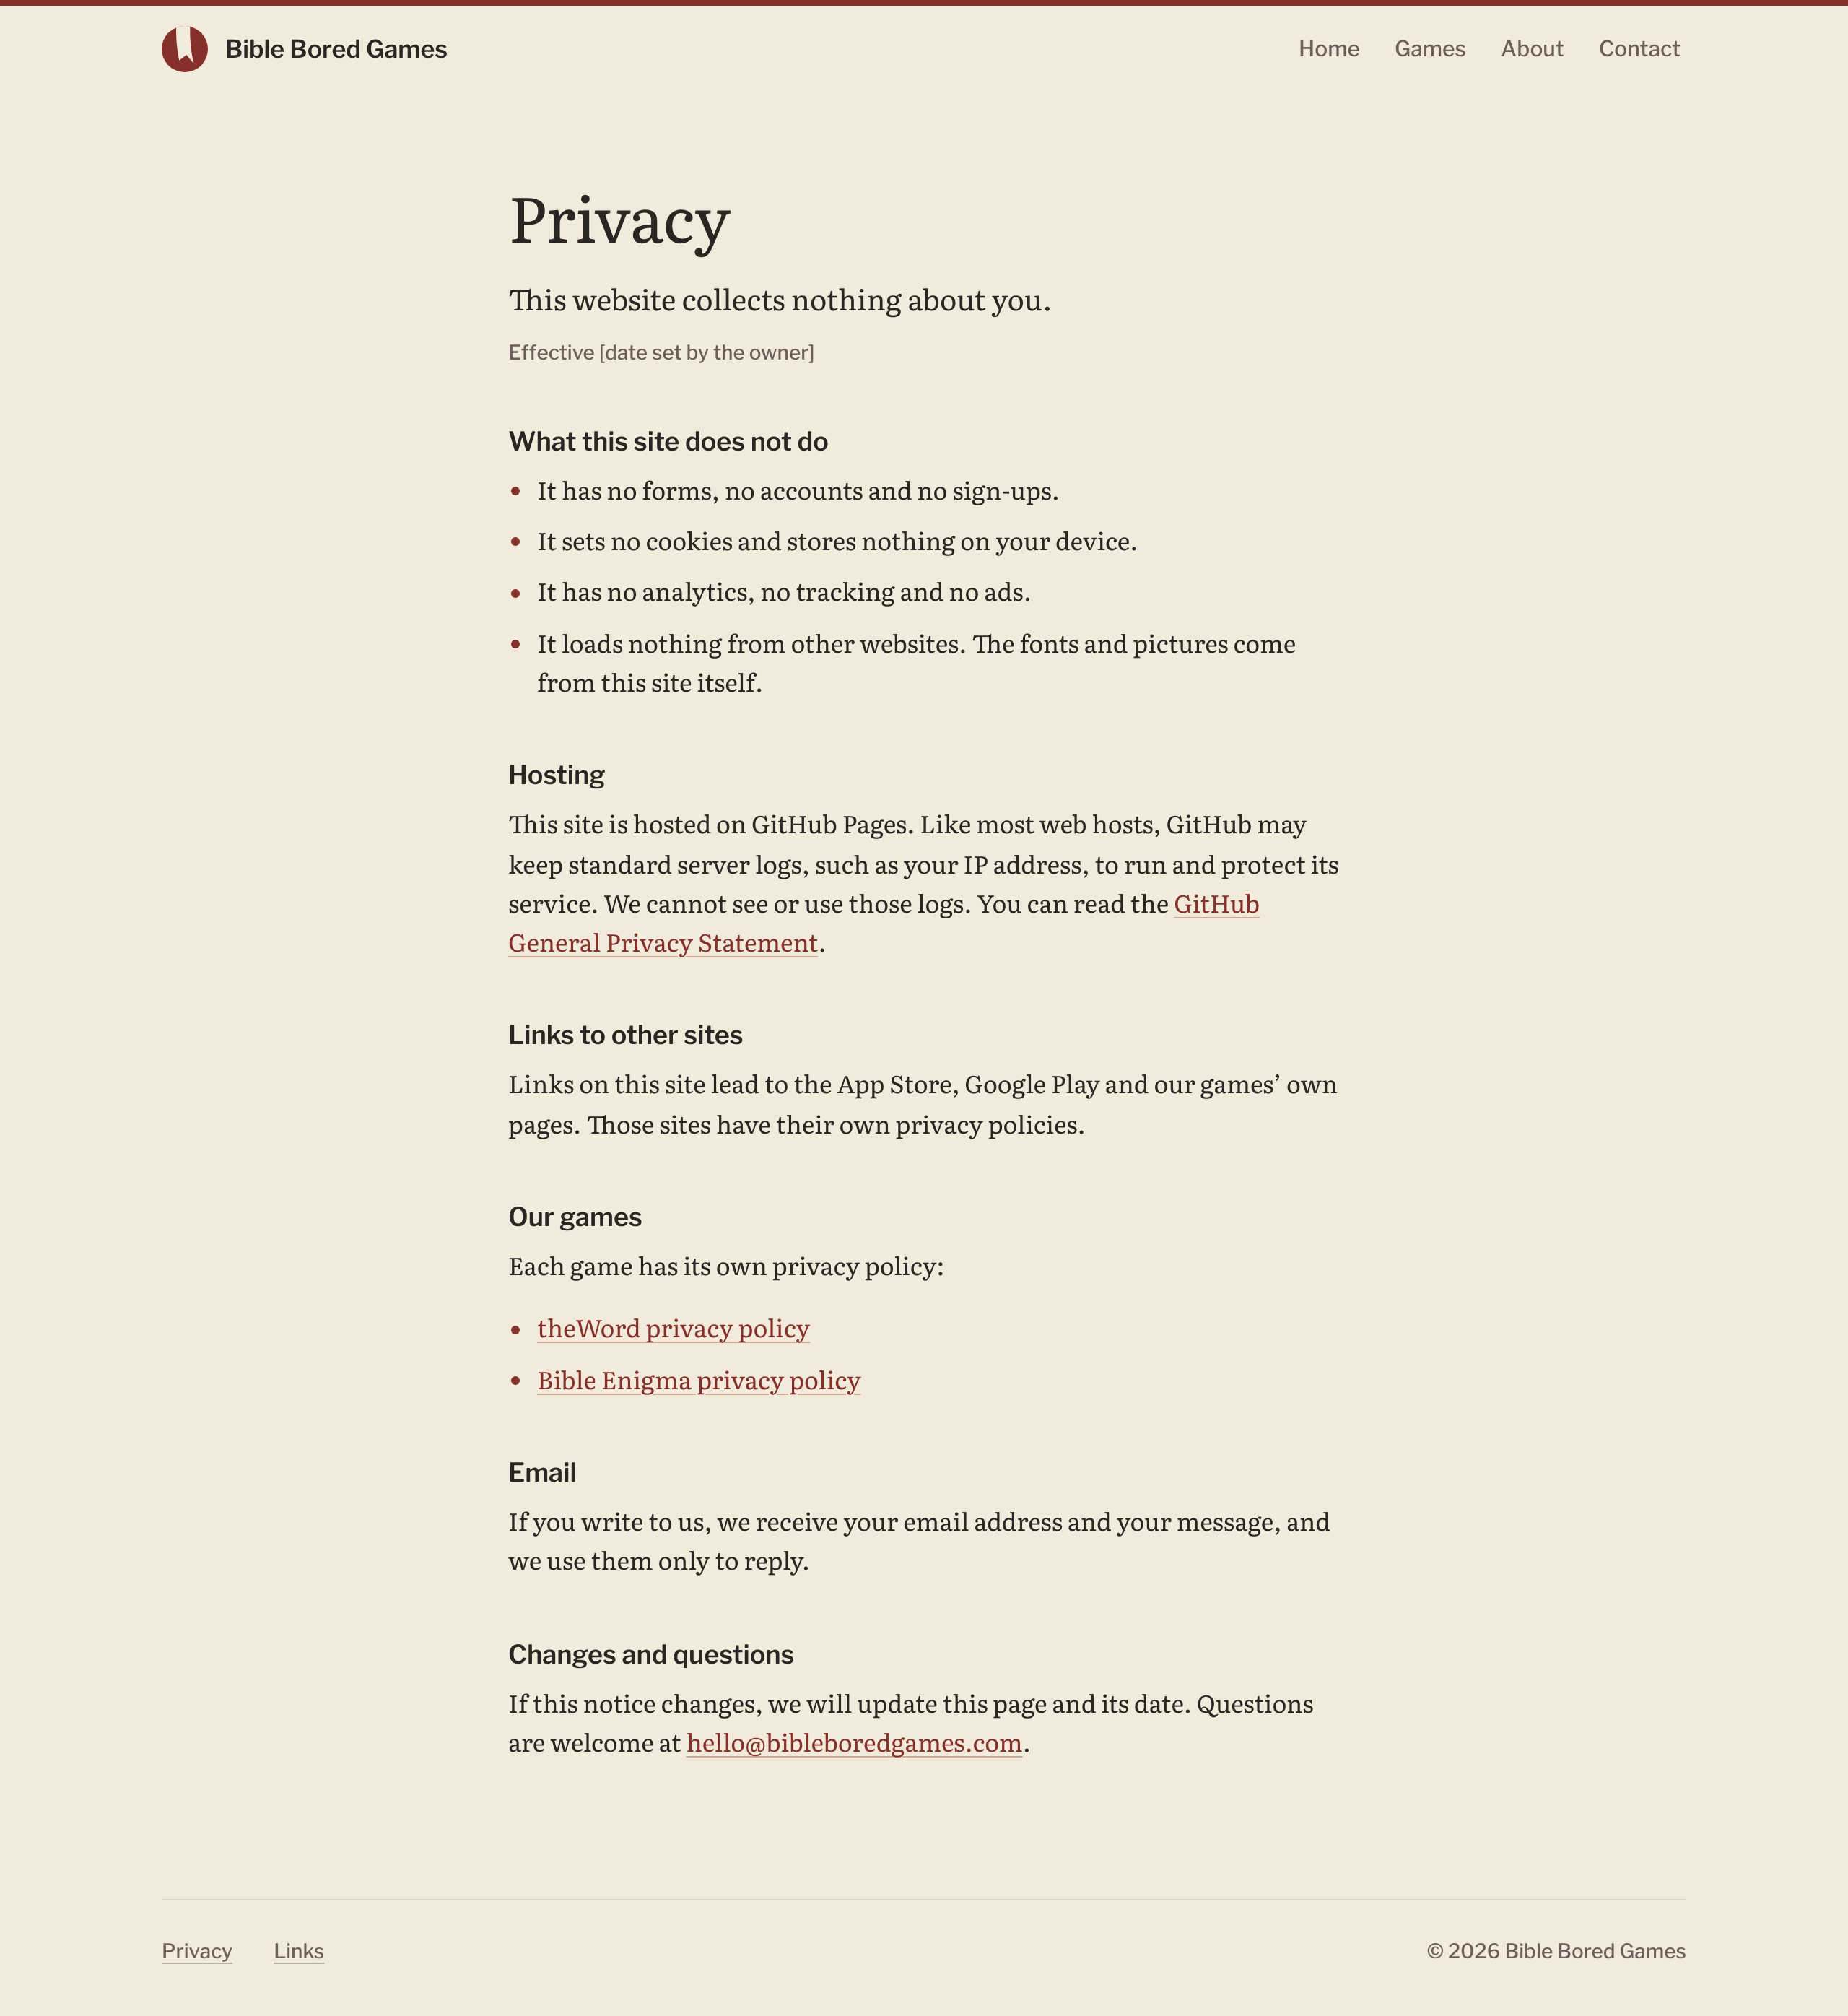 Bible Bored Games
Home Games About Contact
Privacy
This website collects nothing about you.
Effective [date set by the owner]
What this site does not do
• It has no forms, no accounts and no sign-ups.
• It sets no cookies and stores nothing on your device.
• It has no analytics, no tracking and no ads.
• It loads nothing from other websites. The fonts and pictures come
from this site itself.
Hosting
This site is hosted on GitHub Pages. Like most web hosts, GitHub may
keep standard server logs, such as your IP address, to run and protect its
service. We cannot see or use those logs. You can read the GitHub
General Privacy Statement.
Links to other sites
Links on this site lead to the App Store, Google Play and our games’ own
pages. Those sites have their own privacy policies.
Our games
Each game has its own privacy policy:
• theWord privacy policy
• Bible Enigma privacy policy
Email
If you write to us, we receive your email address and your message, and
we use them only to reply.
Changes and questions
If this notice changes, we will update this page and its date. Questions
are welcome at hello@bibleboredgames.com.
Privacy Links
© 2026 Bible Bored Games